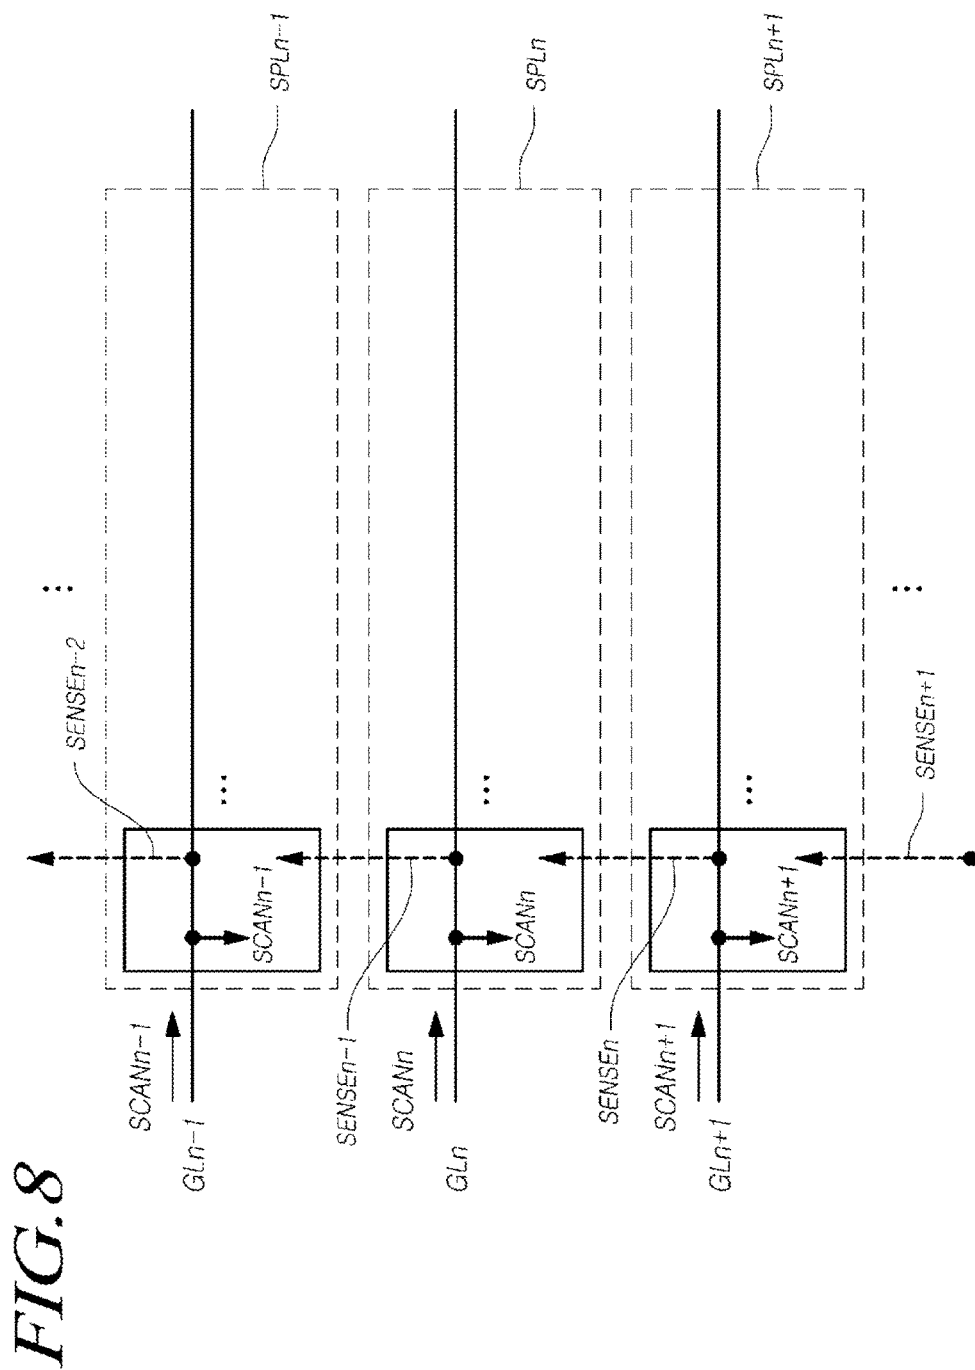 FIG.8
SPLn-1
SPLn
SPLn+1
SENSEn-2
SENSEn+1
SCANn-1
SCANn
SCANn+1
SCANn-1
SENSEn-1
SCANn
SENSEn
SCANn+1
GLn-1
GLn
GLn+1